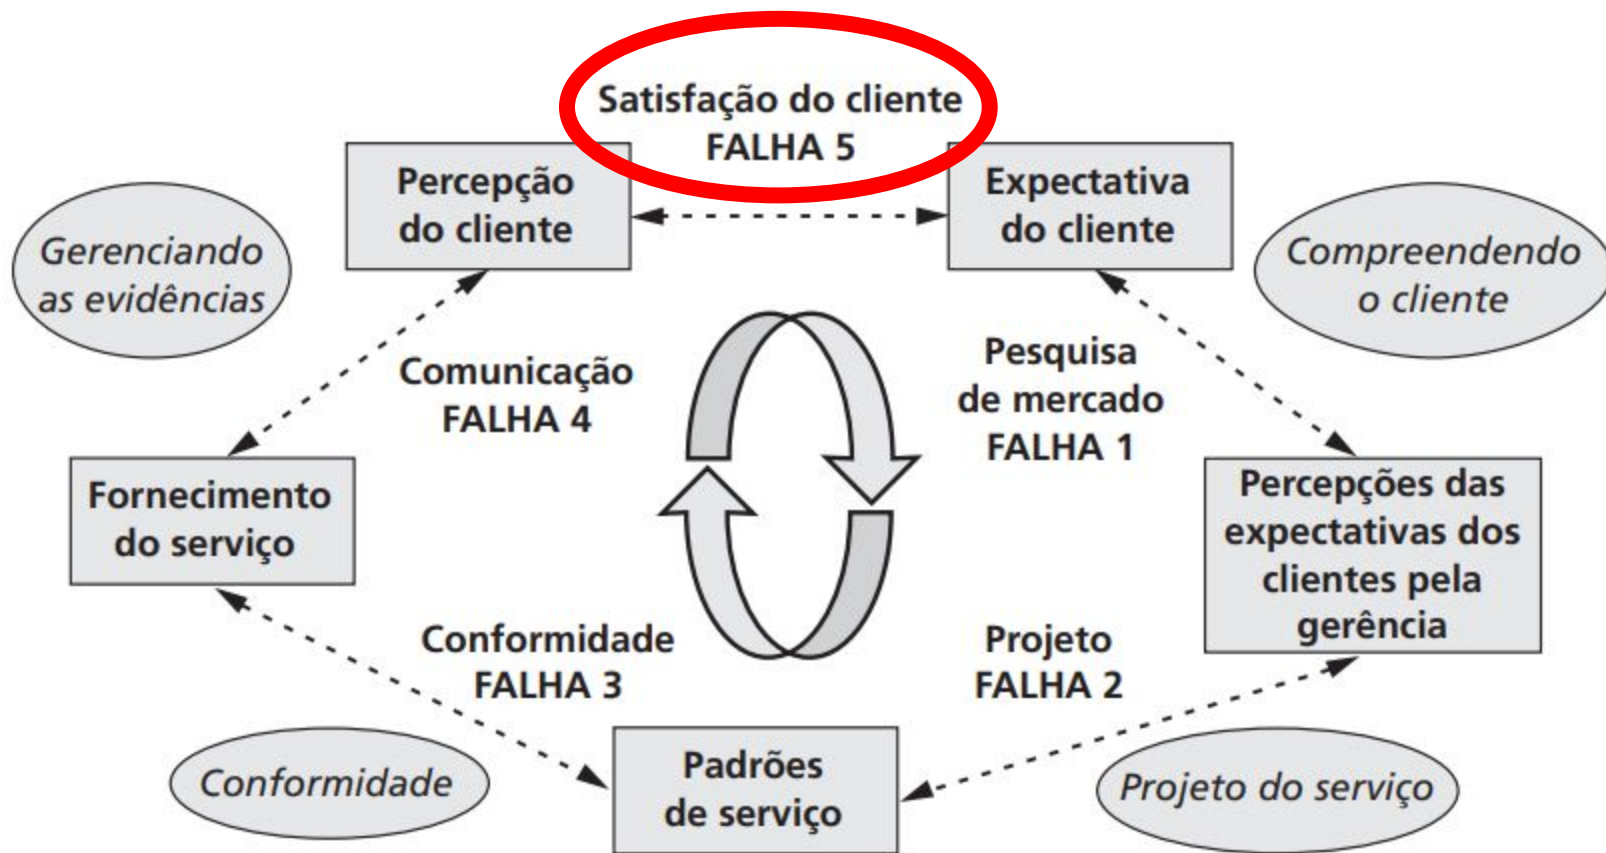 Satisfação do cliente
FALHA 5
Percepção
do cliente
Expectativa
do cliente
Gerenciando
as evidências
Compreendendo
o cliente
Comunicação
FALHA 4
Pesquisa
de mercado
FALHA 1
Fornecimento
do serviço
Percepções das
expectativas dos
clientes pela
gerência
Conformidade
FALHA 3
Projeto
FALHA 2
Conformidade
Padrões
de serviço
Projeto do serviço